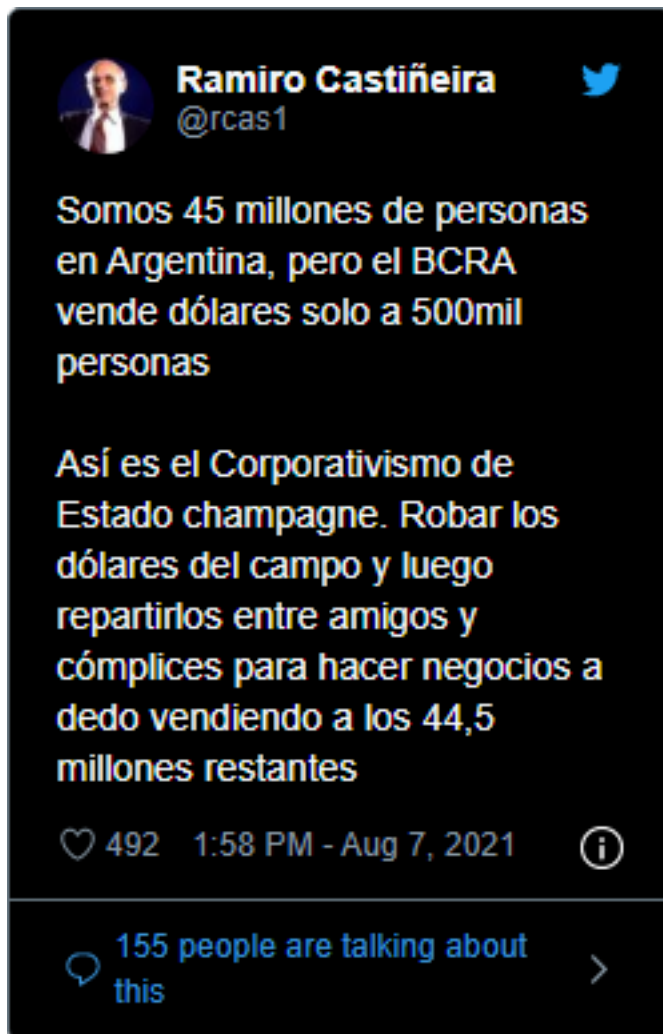 Ramiro Castiñeira
@rcas1
Somos 45 millones de personas
en Argentina, pero el BCRA
vende dólares solo a 500mil
personas
Así es el Corporativismo de
Estado champagne. Robar los
dólares del campo y luego
repartirlos entre amigos y
cómplices para hacer negocios a
dedo vendiendo a los 44,5
millones restantes
492 1:58 PM - Aug 7, 2021
155 people are talking about
this